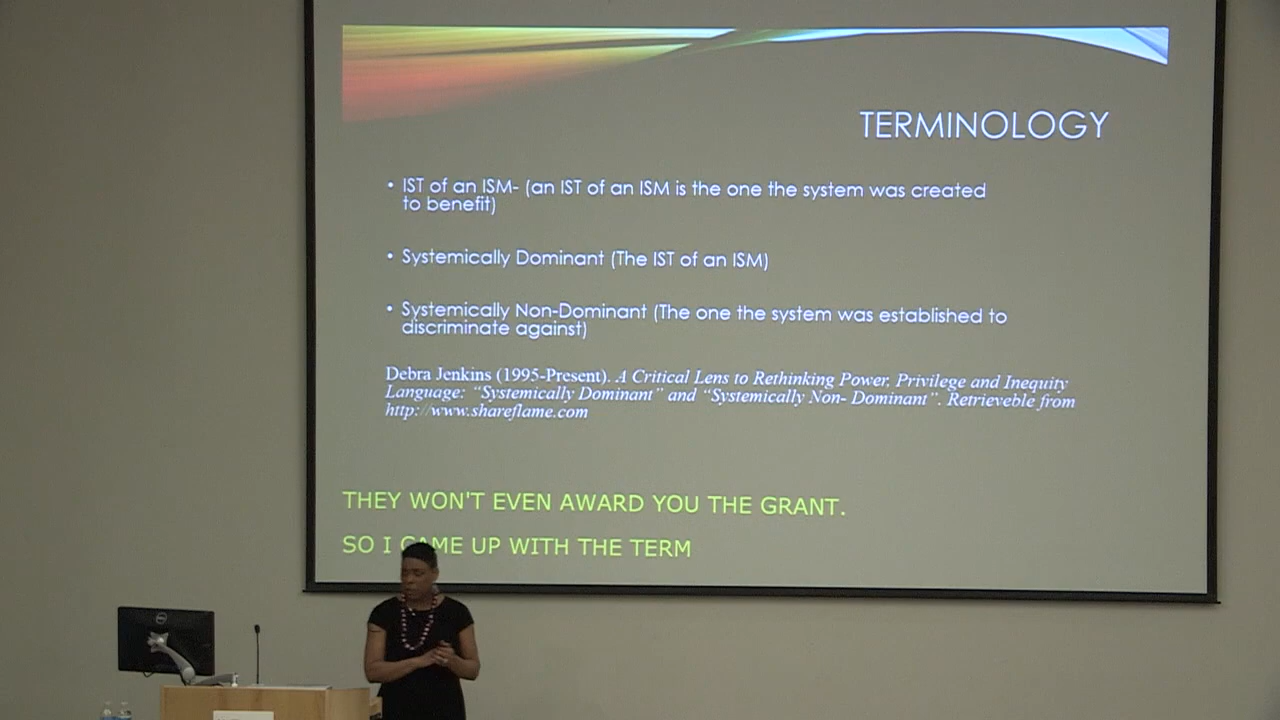 TERMINOLOGY
• IST of an ISM- (an IST of an ISM is the one the system was created
to benefit)
• Systemically Dominant (The IST of an ISM)
• Systemically Non-Dominant (The one the system was established to
discriminate against)
Debra Jenkins (1995-Present). A Critical Lens to Rethinking Power, Privilege and Inequity
Language: “Systemically Dominant” and “Systemically Non- Dominant”. Retrieveble from
http://www.shareflame.com
THEY WON'T EVEN AWARD YOU THE GRANT.
SO I CAME UP WITH THE TERM